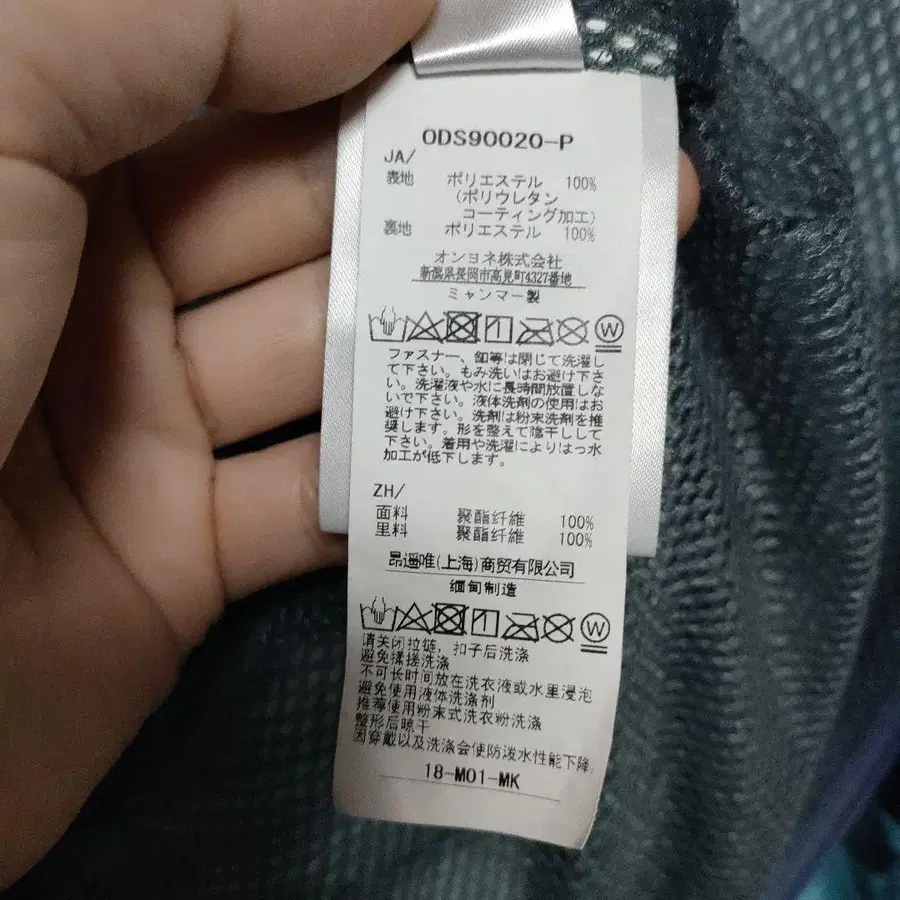 ODS90020-P
JA/
表地 ポリエステル 100%
(ポリウレタン
コーティング加工)
裏地 ポリエステル 100%
オンヨネ株式会社
新潟県長岡市高見町4327番地
ミャンマー製
W
ファスナー、釦等は閉じて洗濯し
て下さい。もみ洗いはお避け下さ
い。洗濯液や水に長時間放置しな
いで下さい。液体洗剤の使用はお
避け下さい。洗剤は粉末洗剤を推
奨します。形を整えて陰干しして
下さい。着用や洗濯によりはっ水
加工が低下します。
ZH/
面料 聚酯纤维 100%
里料 聚酯纤维 100%
昂遥唯(上海)商贸有限公司
缅甸制造
W
请关闭拉链，扣子后洗涤
避免揉搓洗涤
不可长时间放在洗衣液或水里浸泡
避免使用液体洗涤剂
推荐使用粉末式洗衣粉洗涤
整形后晾干
因穿戴以及洗涤会使防泼水性能下降。
18-M01-MK